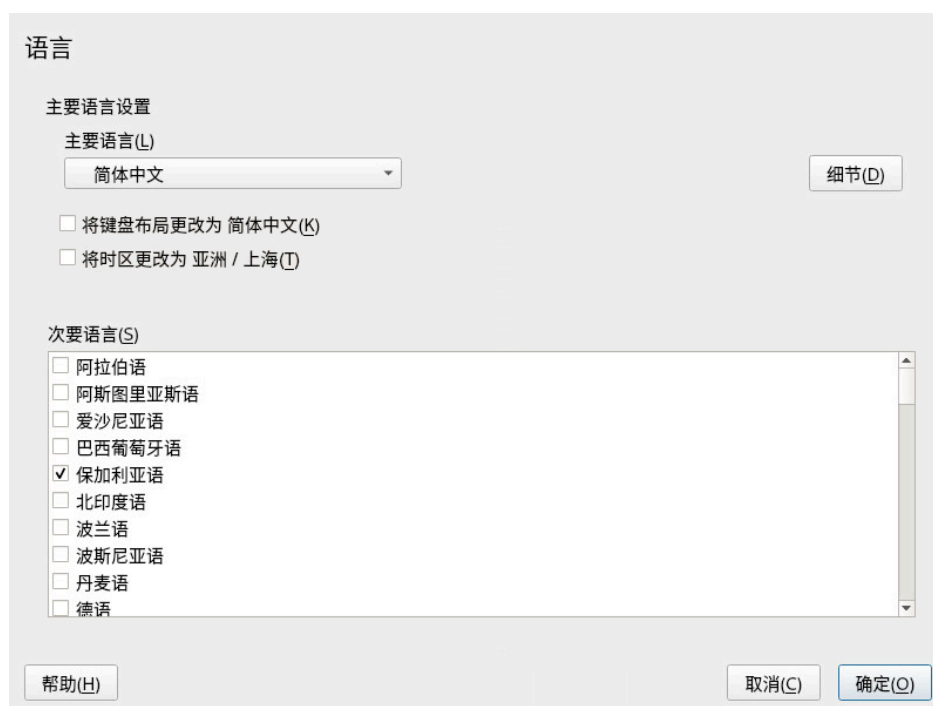 语言
主要语言设置
主要语言(L)
简体中文
细节(D)
将键盘布局更改为 简体中文(K)
将时区更改为 亚洲 / 上海(T)
次要语言(S)
阿拉伯语
阿斯图里亚斯语
爱沙尼亚语
巴西葡萄牙语
保加利亚语
北印度语
波兰语
波斯尼亚语
丹麦语
德语
帮助(H)
取消(C)
确定(O)